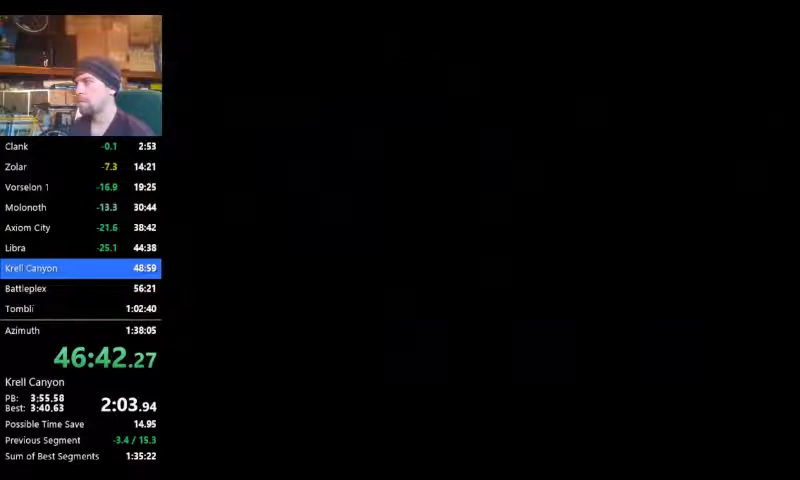 Clank -0.1 2:53
Zolar -7.3 14:21
Vorselon 1 -16.9 19:25
Molonoth -13.3 30:44
Axiom City -21.6 38:42
Libra -25.1 44:38
Krell Canyon 48:59
Battleplex 56:21
Tombli 1:02:40
Azimuth 1:38:05
46:42.27
Krell Canyon
PB: 3:55.58
Best: 3:40.63
2:03.94
Possible Time Save 14.95
Previous Segment -3.4 / 15.3
Sum of Best Segments 1:35:22